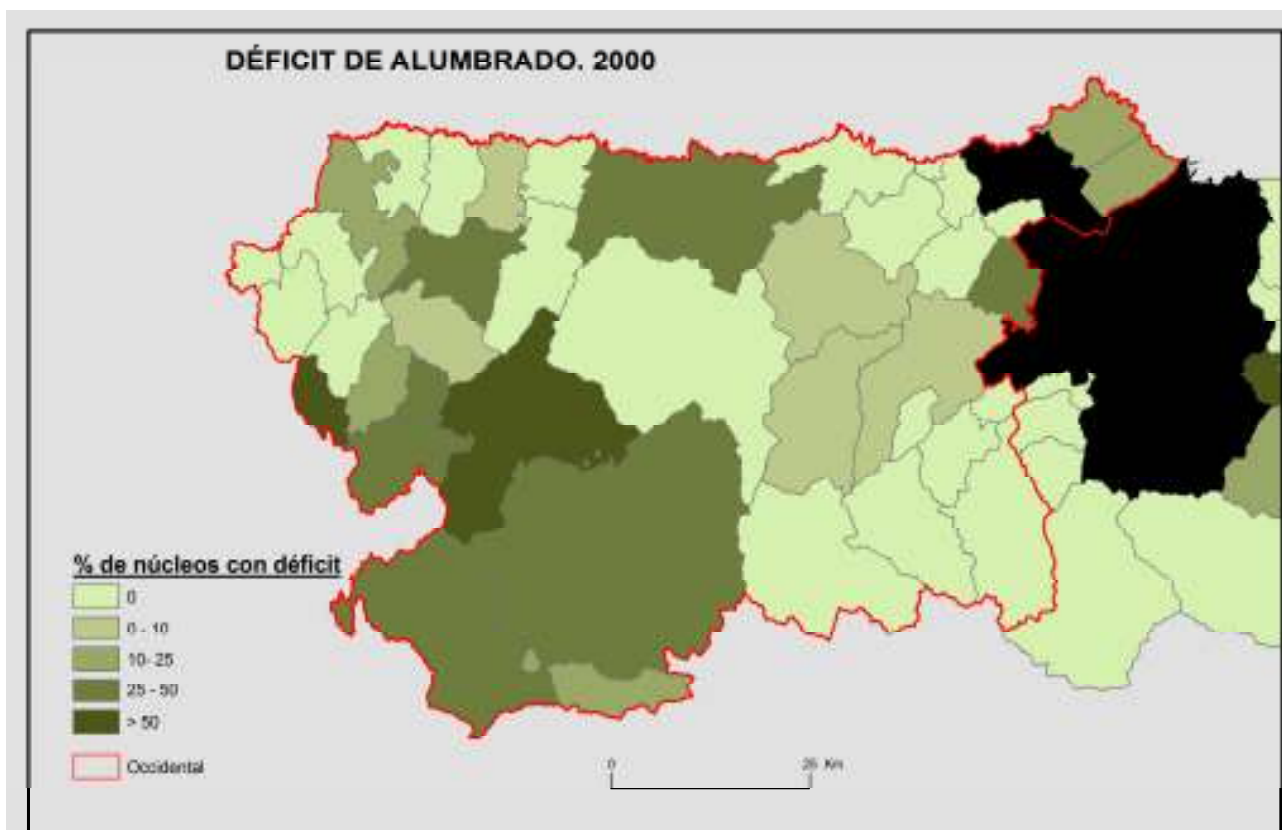 DÉFICIT DE ALUMBRADO. 2000
% de núcleos con déficit
0
0 - 10
10- 25
25 - 50
> 50
Occidental
0 25 Km